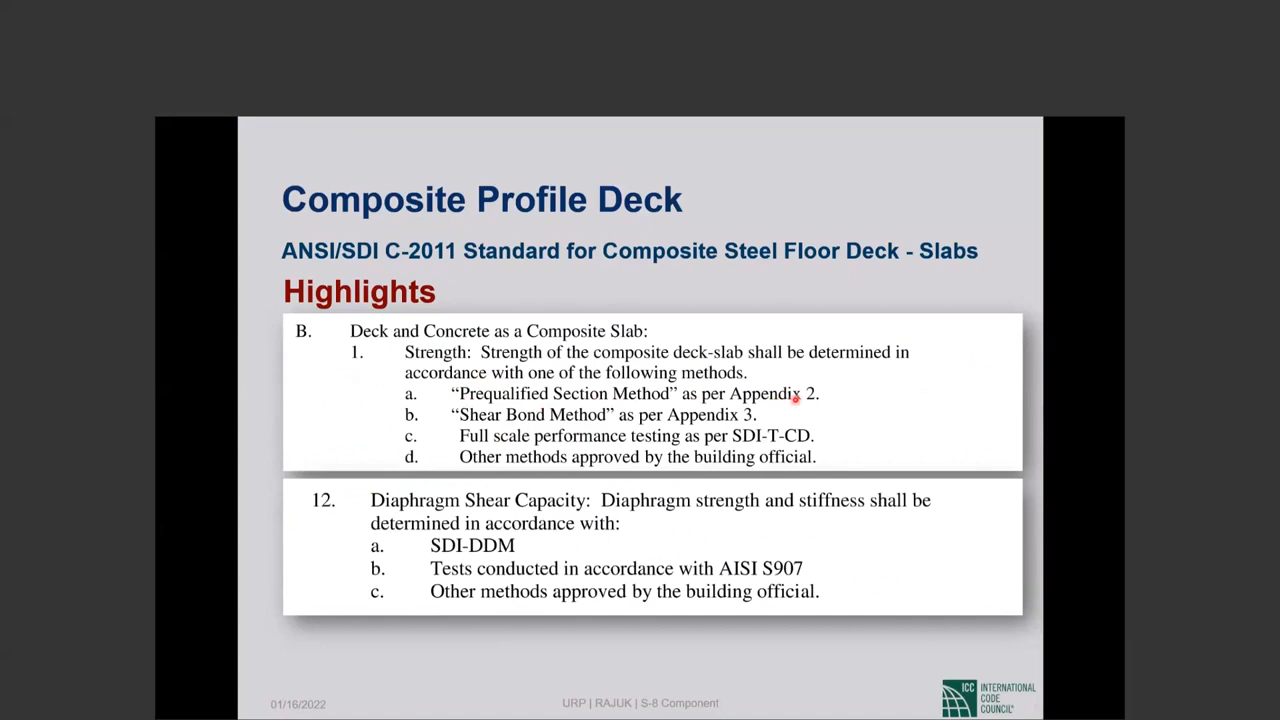 Composite Profile Deck
ANSI/SDI C-2011 Standard for Composite Steel Floor Deck - Slabs
Highlights
B. Deck and Concrete as a Composite Slab:
1. Strength: Strength of the composite deck-slab shall be determined in
accordance with one of the following methods.
a. “Prequalified Section Method” as per Appendix 2.
b. “Shear Bond Method” as per Appendix 3.
c. Full scale performance testing as per SDI-T-CD.
d. Other methods approved by the building official.
12. Diaphragm Shear Capacity: Diaphragm strength and stiffness shall be
determined in accordance with:
a. SDI-DDM
b. Tests conducted in accordance with AISI S907
c. Other methods approved by the building official.
01/16/2022
URP | RAJUK | S-8 Component
ICC INTERNATIONAL
CODE
COUNCIL®